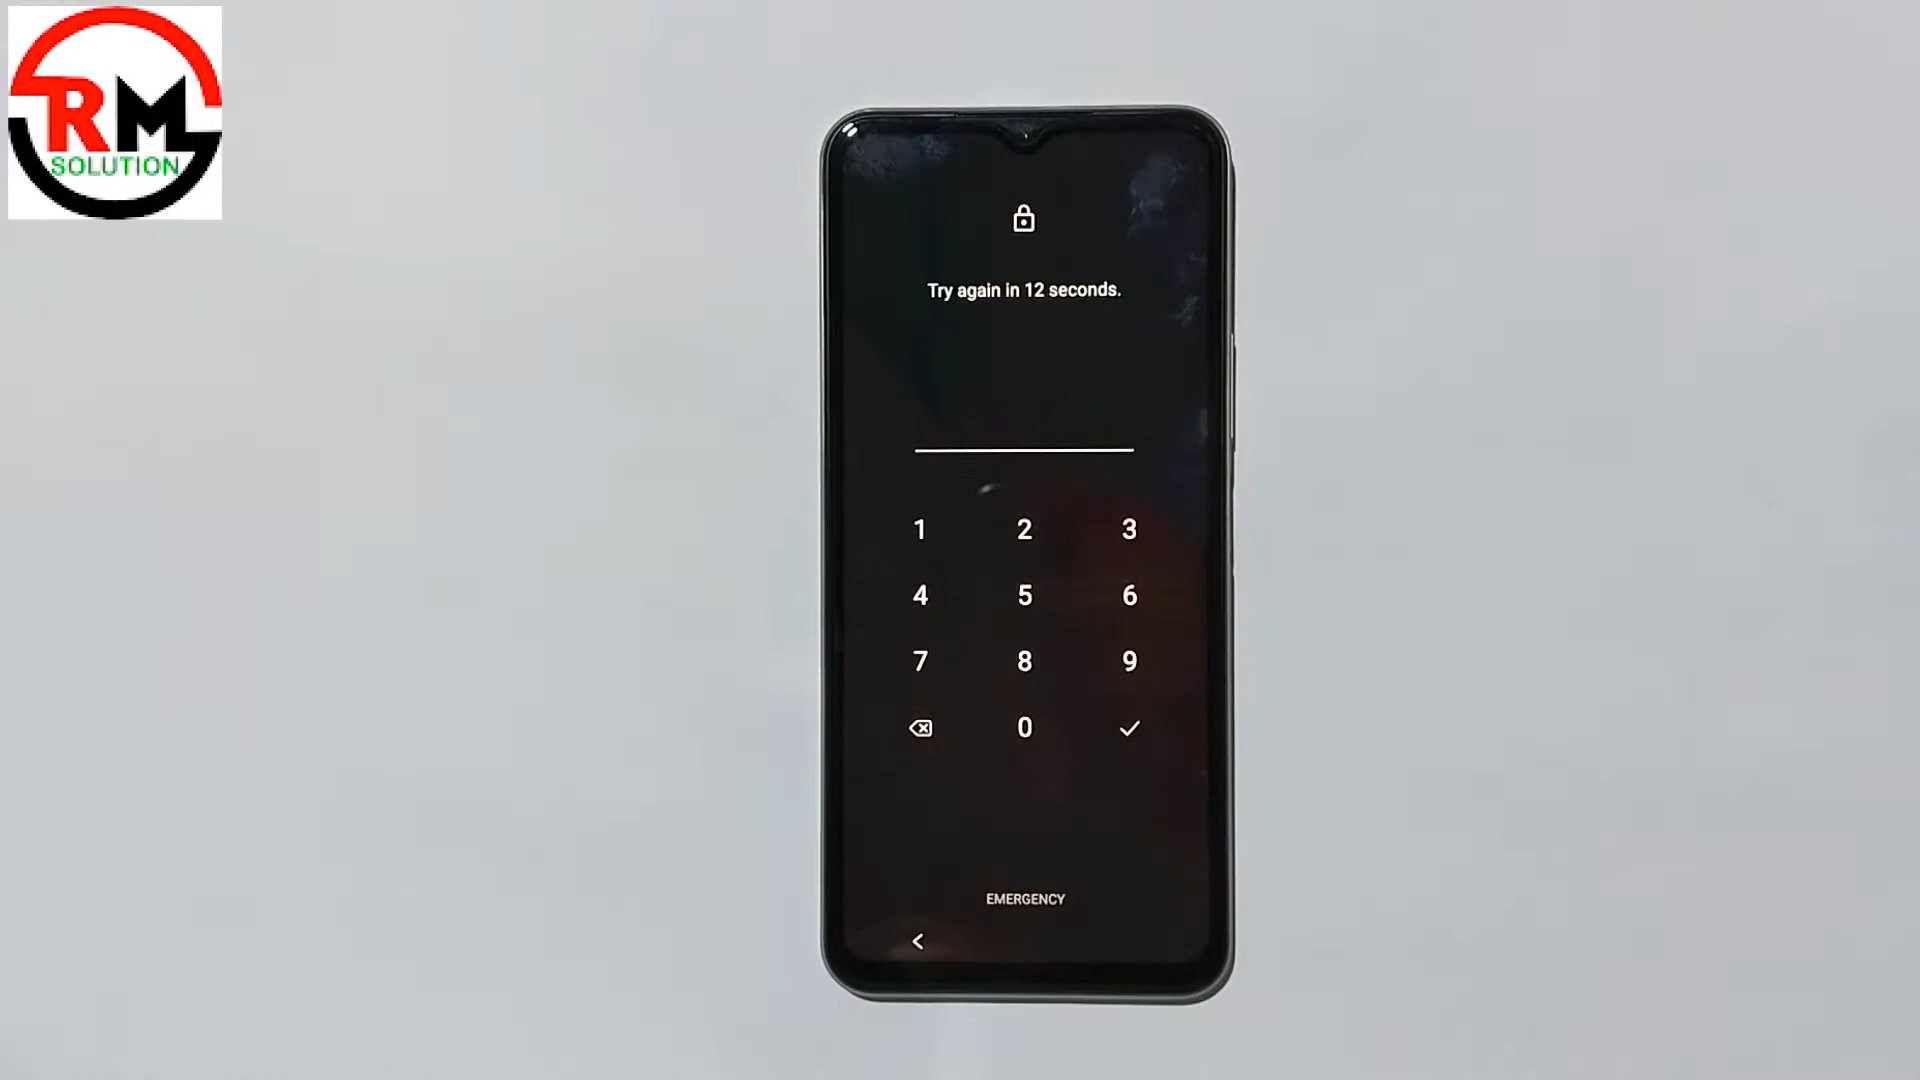 RM
SOLUTION
Try again in 12 seconds.
1 2 3
4 5 6
7 8 9
0
EMERGENCY